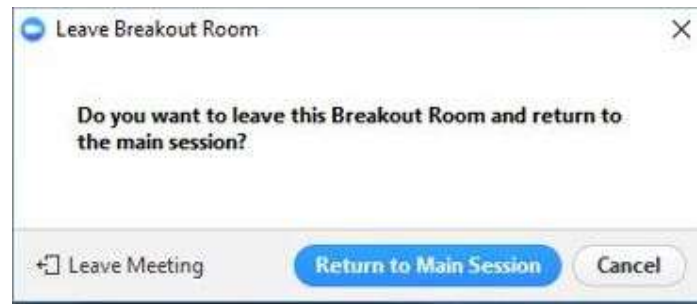 Leave Breakout Room
Do you want to leave this Breakout Room and return to
the main session?
Leave Meeting
Return to Main Session
Cancel